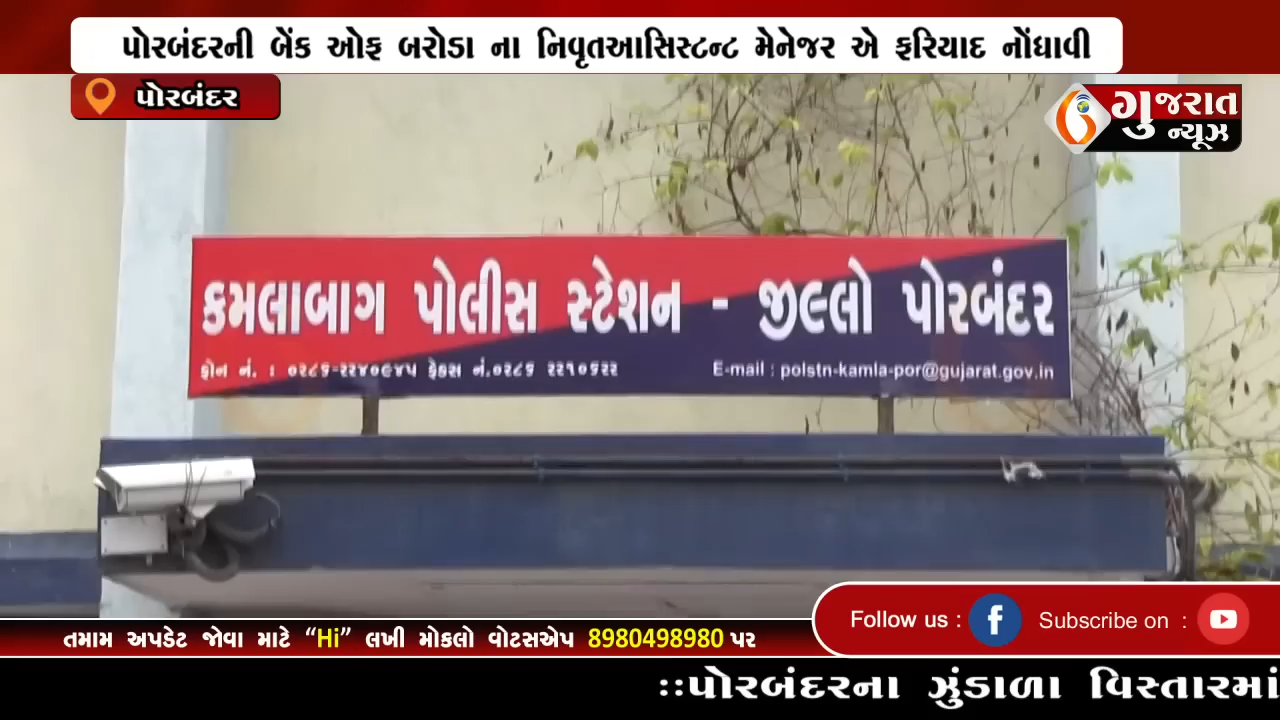 પોરબંદરની બેંક ઓફ બરોડા ના નિવૃતઆસિસ્ટન્ટ મેનેજર એ ફરિયાદ નોંધાવી
પોરબંદર
ગુજરાત
ન્યૂઝ
કમલાબાગ પોલીસ સ્ટેશન - જીલ્લો પોરબંદર
ફોન નં. : ૦૨૮૬-૨૨૪૦૯૪૫ ફેકસ નં.૦૨૮૬ ૨૨૧૦૬૨૨
E-mail : polstn-kamla-por@gujarat.gov.in
Follow us :
Subscribe on :
તમામ અપડેટ જોવા માટે “Hi” લખી મોકલો વોટસએપ 8980498980 પર
::પોરબંદરના ઝુંડાળા વિસ્તારમાં